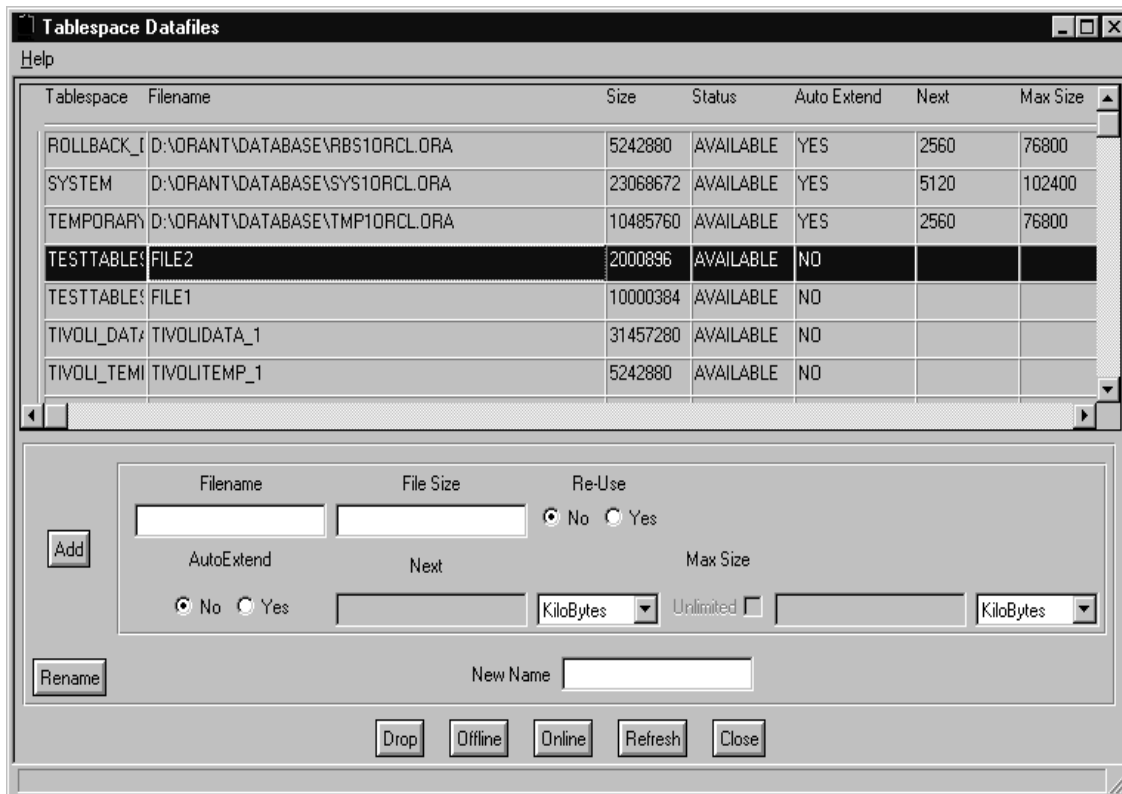 Tablespace Datafiles
Help
Tablespace Filename Size Status Auto Extend Next Max Size
ROLLBACK_D D:\ORANT\DATABASE\RBS1ORCL.ORA 5242880 AVAILABLE YES 2560 76800
SYSTEM D:\ORANT\DATABASE\SYS1ORCL.ORA 23068672 AVAILABLE YES 5120 102400
TEMPORARY D:\ORANT\DATABASE\TMP1ORCL.ORA 10485760 AVAILABLE YES 2560 76800
TESTTABLES FILE2 2000896 AVAILABLE NO
TESTTABLES FILE1 10000384 AVAILABLE NO
TIVOLI_DATA TIVOLIDATA_1 31457280 AVAILABLE NO
TIVOLI_TEMI TIVOLITEMP_1 5242880 AVAILABLE NO
Filename File Size Re-Use
No Yes
Add
AutoExtend Next Max Size
No Yes KiloBytes Unlimited KiloBytes
Rename New Name
Drop Offline Online Refresh Close